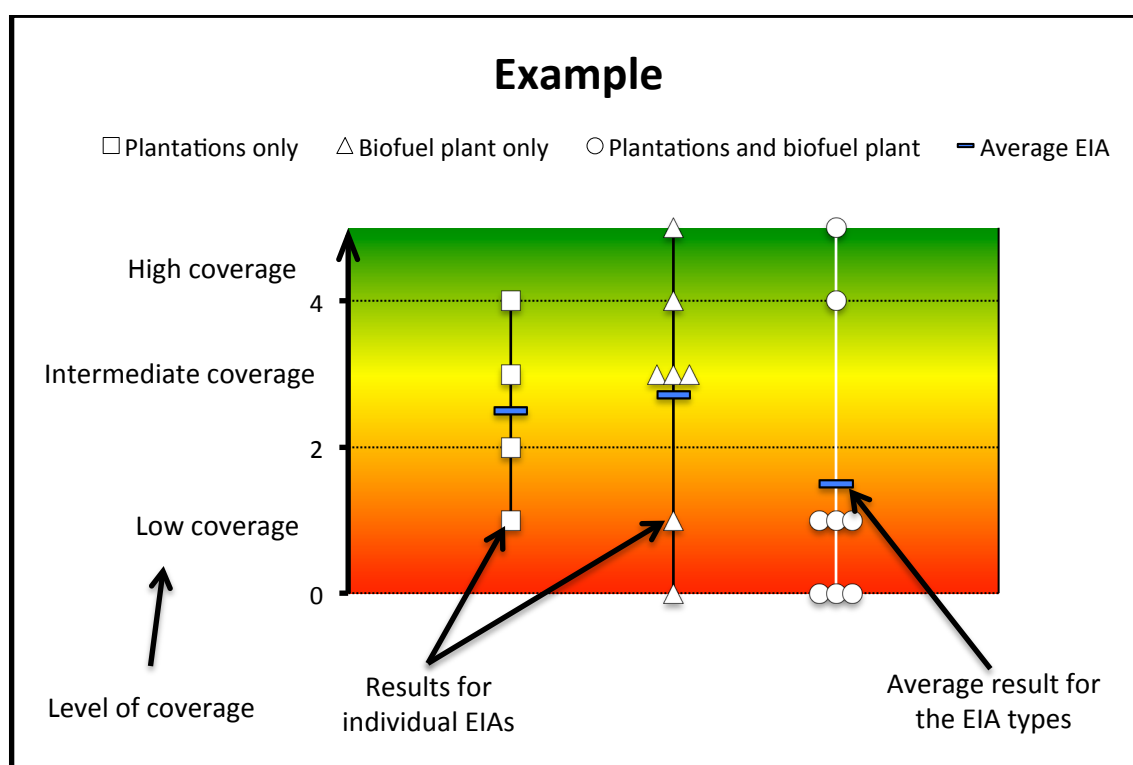 Example
Plantations only
Biofuel plant only
Plantations and biofuel plant
Average EIA
High coverage
4
Intermediate coverage
2
Low coverage
0
Level of coverage
Results for
individual EIAs
Average result for
the EIA types